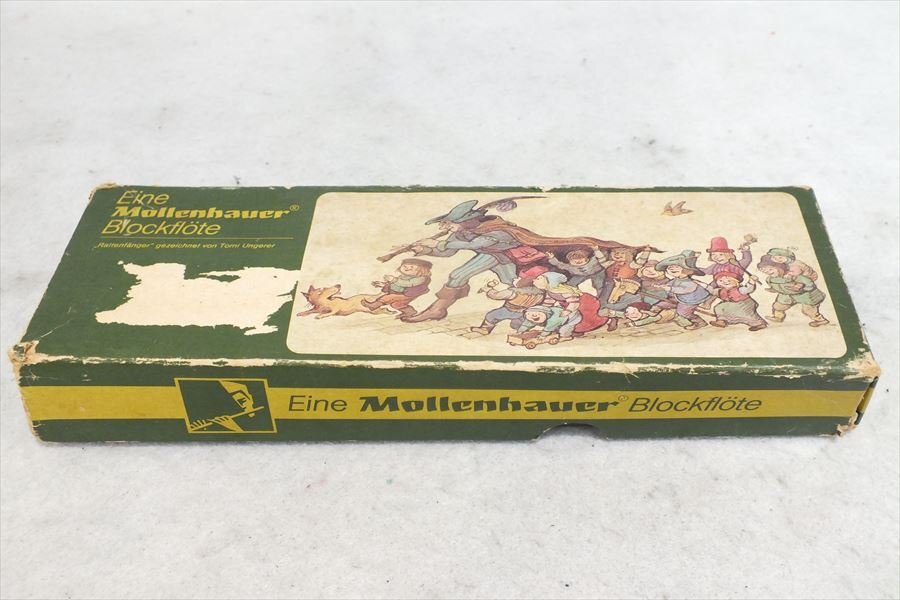 Eine
Mollenhauer®
Blockflöte
„Rattenfänger" gezeichnet von Tomi Ungerer
Eine Mollenhauer® Blockflöte